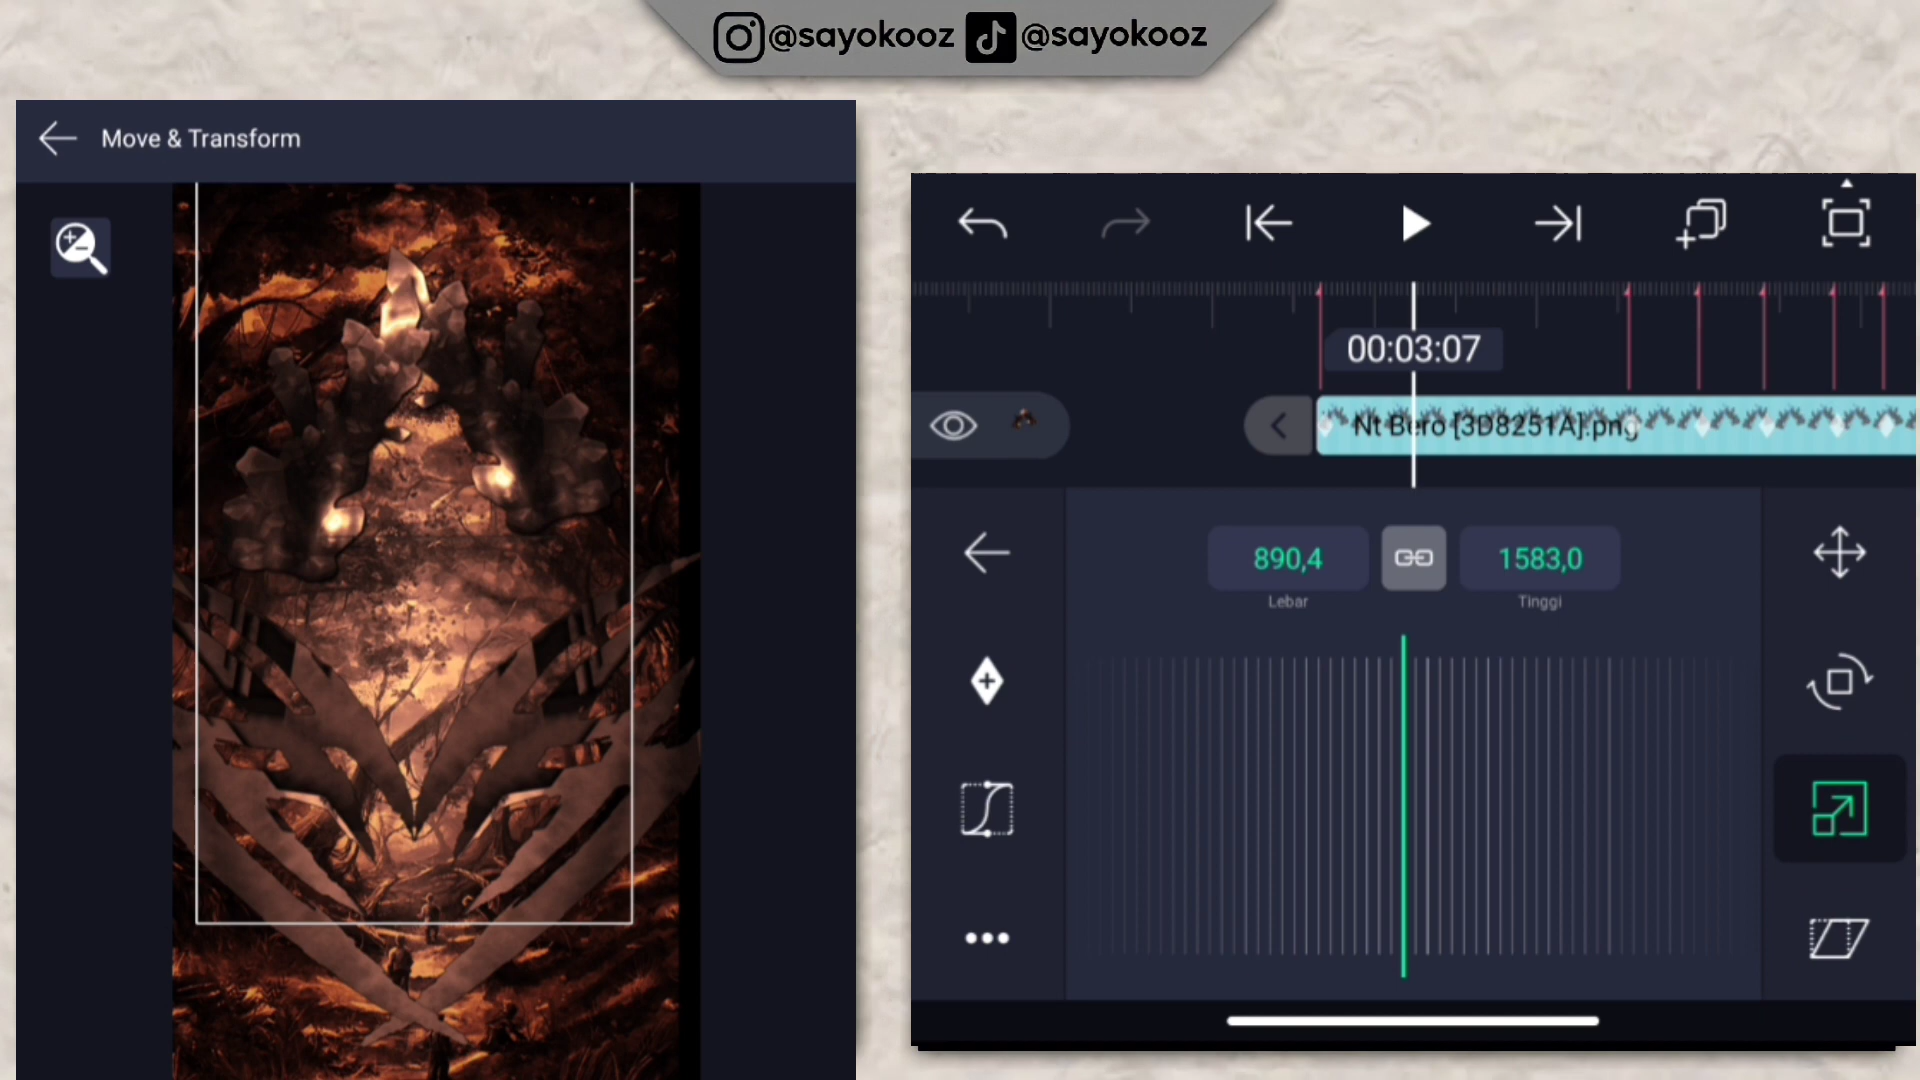 @sayokooz @sayokooz
Move & Transform
00:03:07
Nt Bero [3D8251A].png
890,4 1583,0
Lebar Tinggi